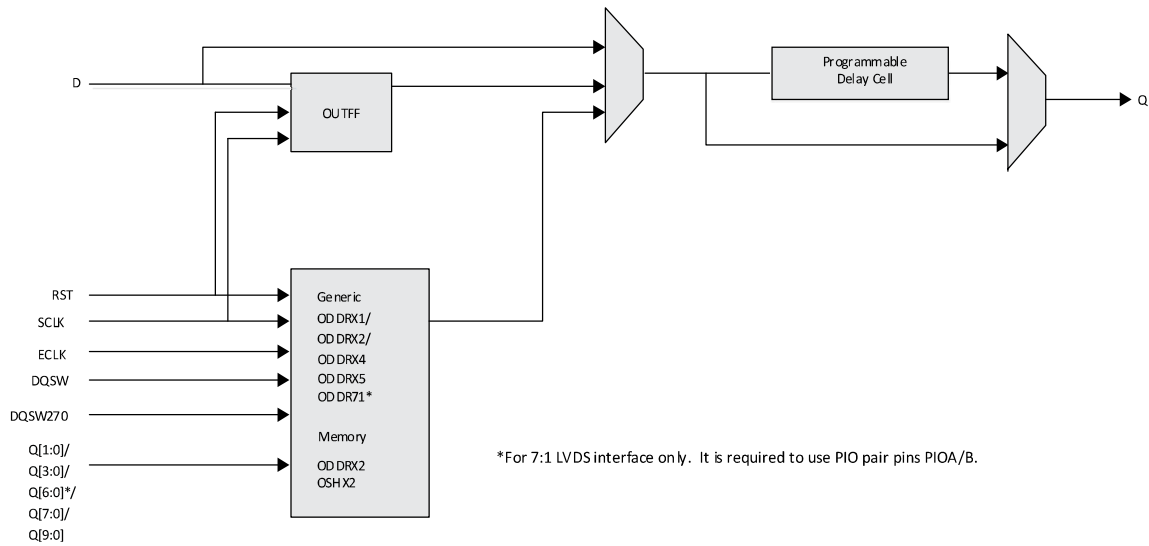 D
OUTFF
Programmable
Delay Cell
Q
RST
SCLK
ECLK
DQSW
DQSW270
Q[1:0]/
Q[3:0]/
Q[6:0]*/
Q[7:0]/
Q[9:0]
Generic
ODDRX1/
ODDRX2/
ODDRX4
ODDRX5
ODDR71*
Memory
ODDRX2
OSHX2
*For 7:1 LVDS interface only. It is required to use PIO pair pins PIOA/B.